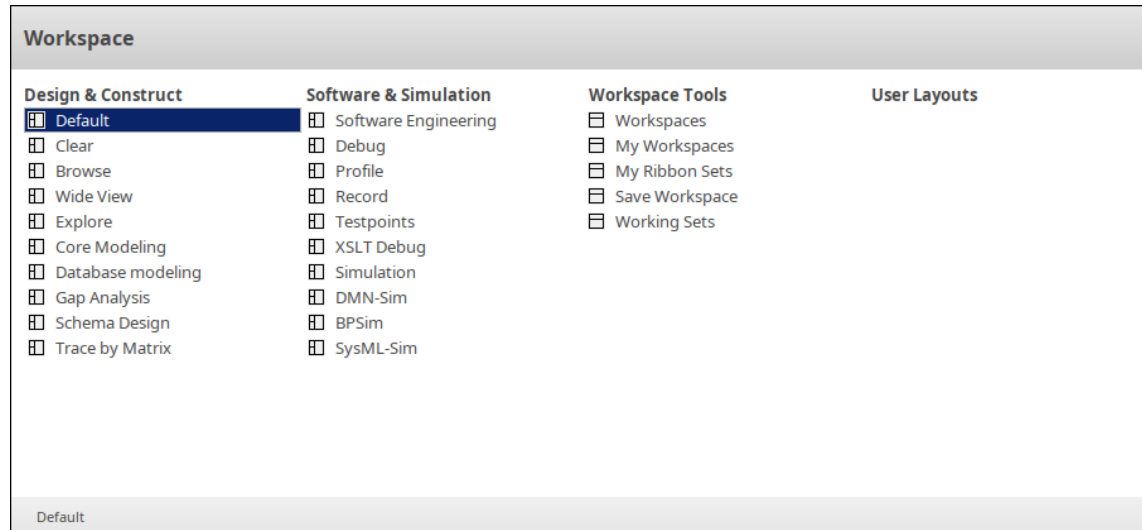 Workspace
Design & Construct
Default
Clear
Browse
Wide View
Explore
Core Modeling
Database modeling
Gap Analysis
Schema Design
Trace by Matrix
Software & Simulation
Software Engineering
Debug
Profile
Record
Testpoints
XSLT Debug
Simulation
DMN-Sim
BPSim
SysML-Sim
Workspace Tools
Workspaces
My Workspaces
My Ribbon Sets
Save Workspace
Working Sets
User Layouts
Default